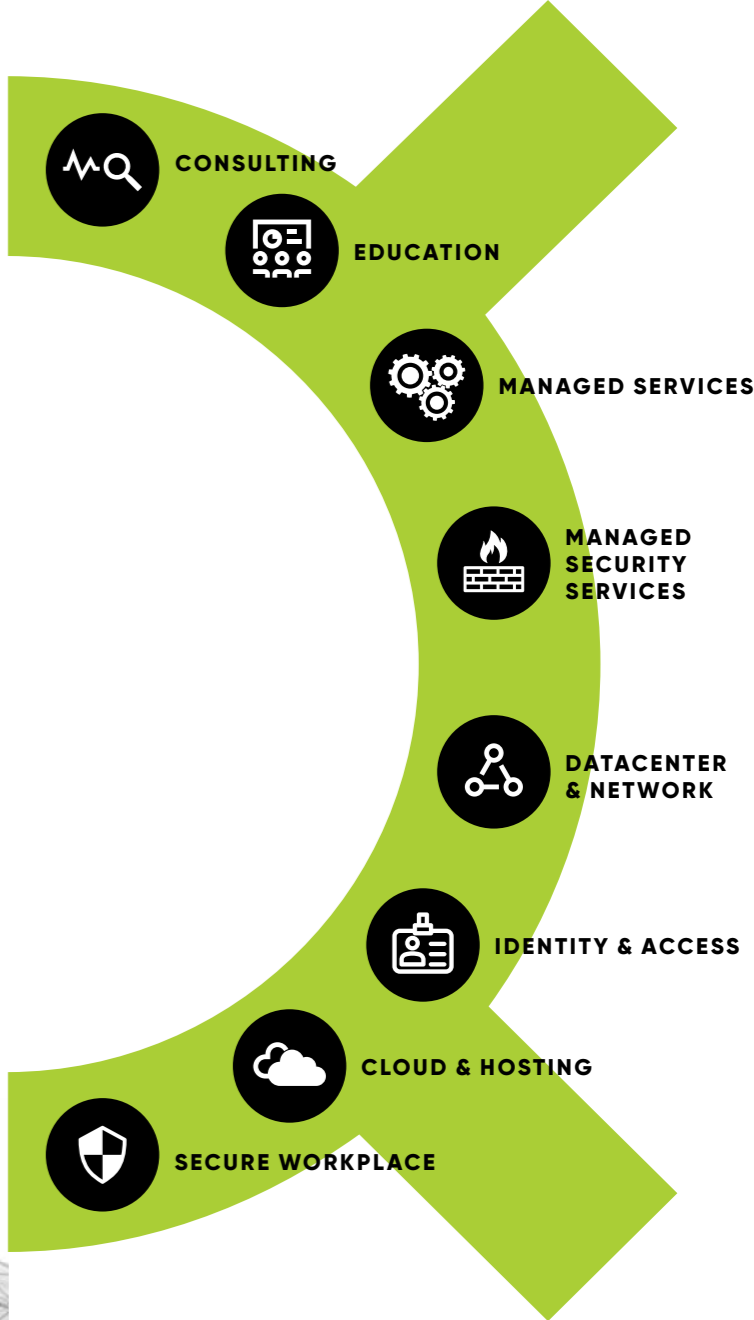 CONSULTING
EDUCATION
MANAGED SERVICES
MANAGED
SECURITY
SERVICES
DATACENTER
& NETWORK
IDENTITY & ACCESS
CLOUD & HOSTING
SECURE WORKPLACE